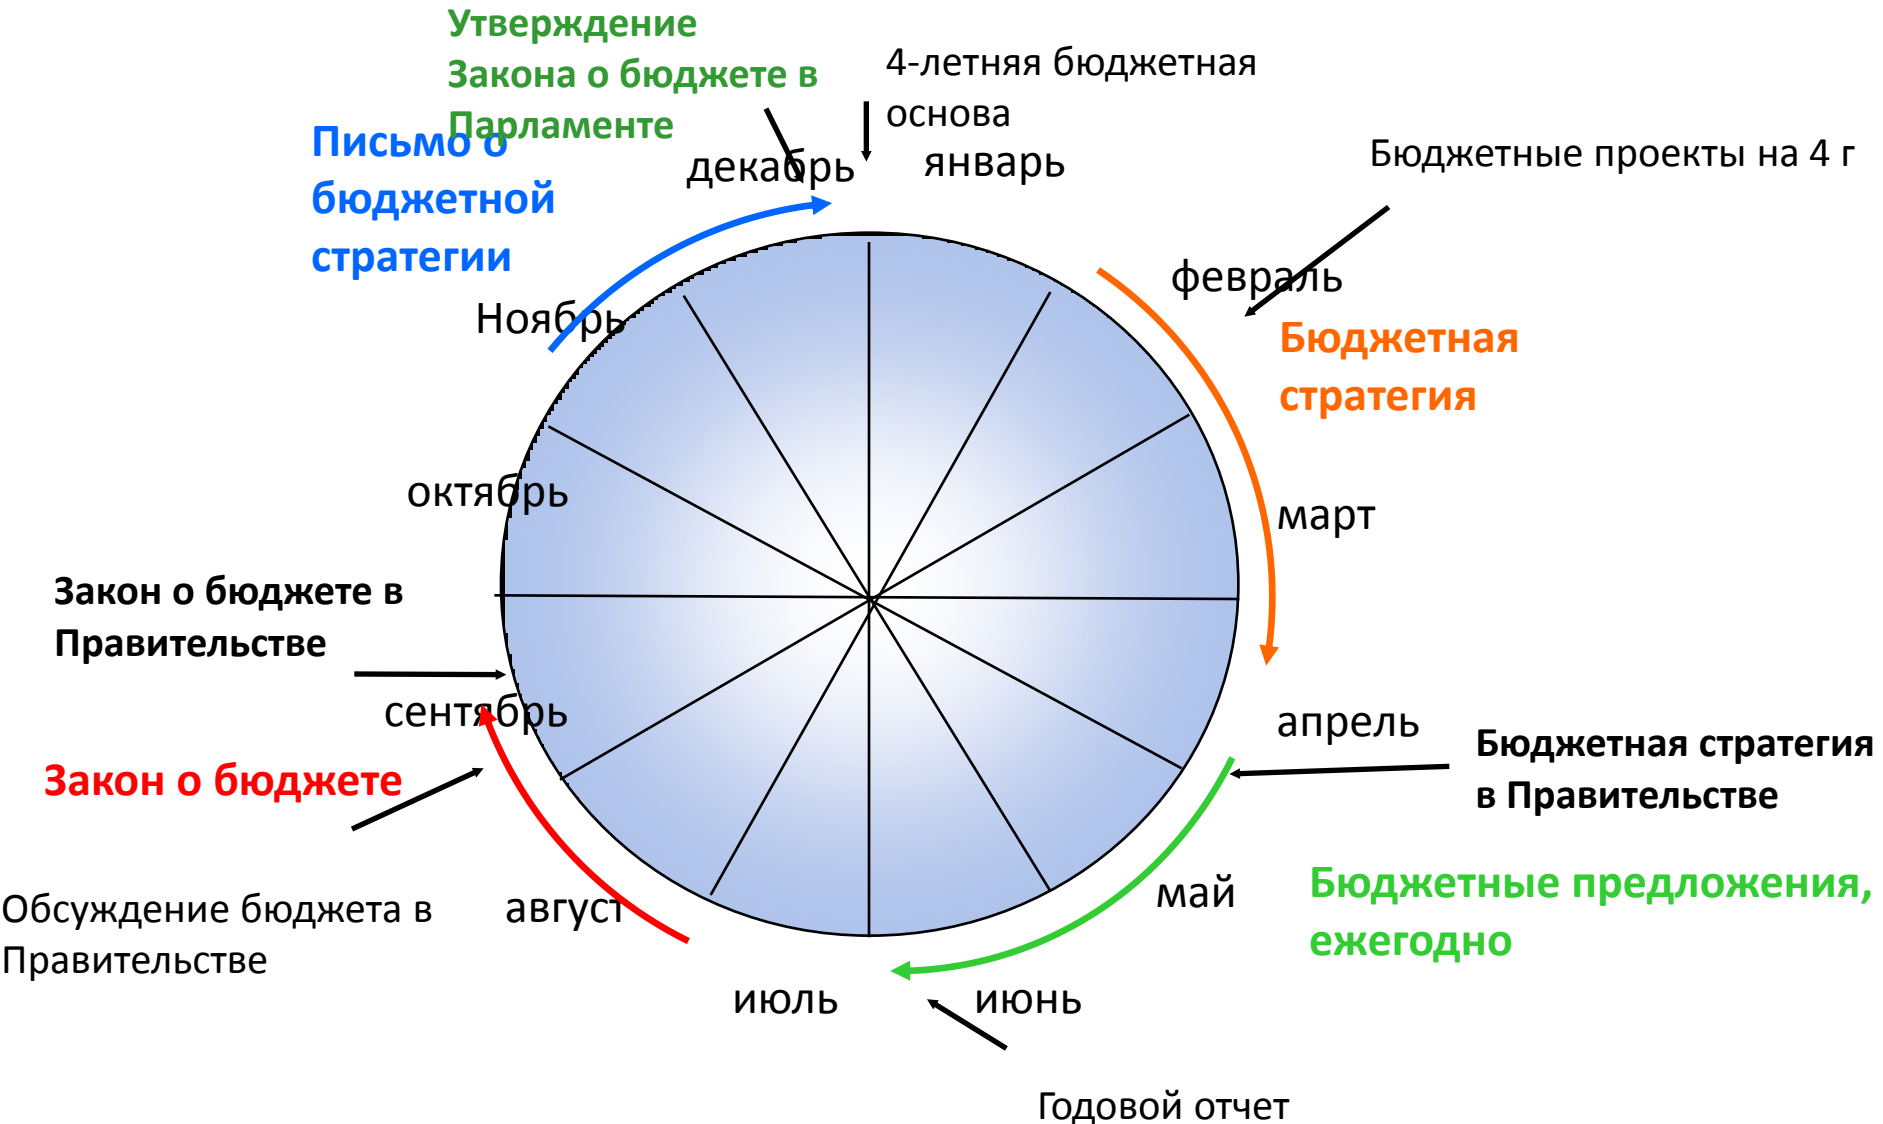 Утверждение
Закона о бюджете в
Парламенте
4-летняя бюджетная
основа
Письмо о
бюджетной
стратегии
декабрь
январь
Бюджетные проекты на 4 г
февраль
Ноябрь
Бюджетная
стратегия
октябрь
март
Закон о бюджете в
Правительстве
сентябрь
апрель
Бюджетная стратегия
в Правительстве
Закон о бюджете
май
Бюджетные предложения,
ежегодно
Обсуждение бюджета в
Правительстве
август
июль
июнь
Годовой отчет